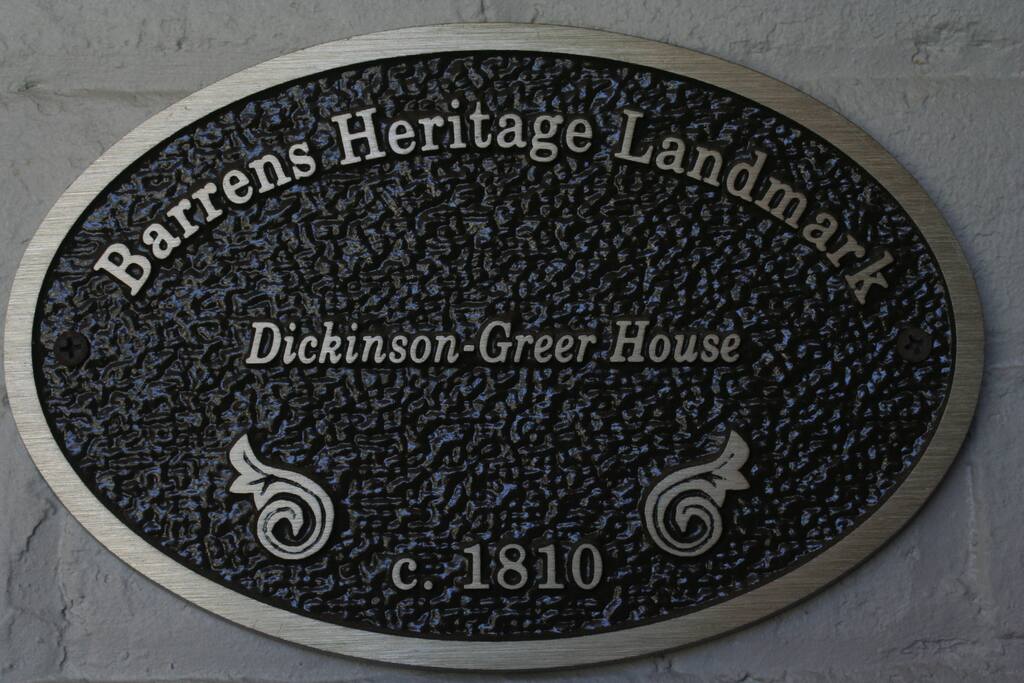 Barrens Heritage Landmark
Dickinson-Greer House
c. 1810